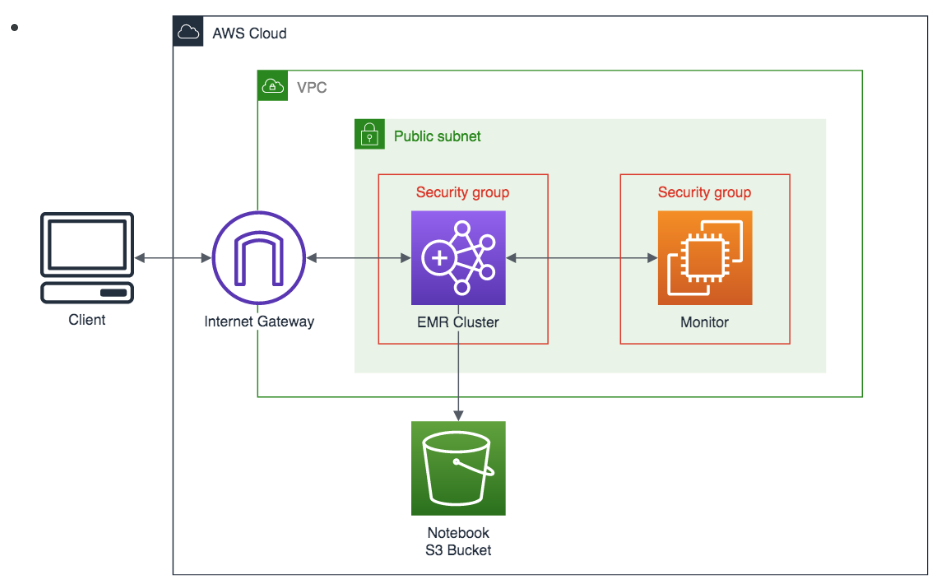 AWS Cloud
VPC
Public subnet
Security group
Security group
Client
Internet Gateway
EMR Cluster
Monitor
Notebook
S3 Bucket